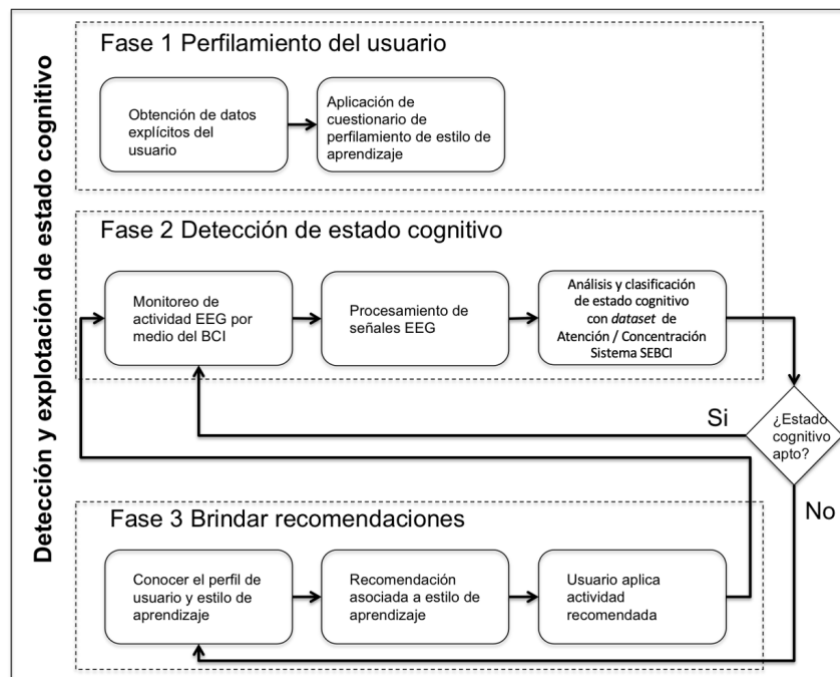 Detección y explotación de estado cognitivo
Fase 1 Perfilamiento del usuario
Obtención de datos
explícitos del
usuario
Aplicación de
cuestionario de
perfilamiento de estilo de
aprendizaje
Fase 2 Detección de estado cognitivo
Monitoreo de
actividad EEG por
medio del BCI
Procesamiento de
señales EEG
Análisis y clasificación
de estado cognitivo
con dataset de
Atención / Concentración
Sistema SEBCI
¿Estado
cognitivo
apto?
Si
No
Fase 3 Brindar recomendaciones
Conocer el perfil de
usuario y estilo de
aprendizaje
Recomendación
asociada a estilo de
aprendizaje
Usuario aplica
actividad
recomendada